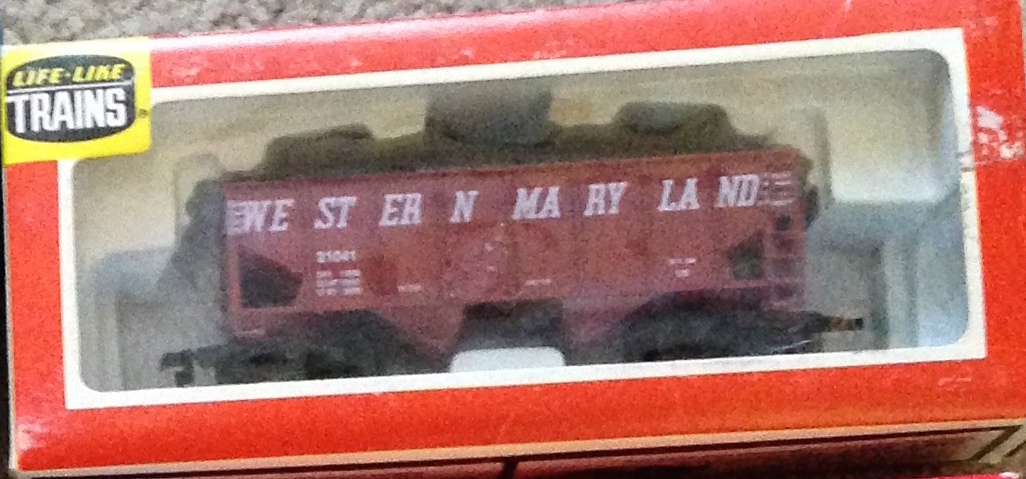 LIFE-LIKE
TRAINS
WESTERN MARYLAND
21041